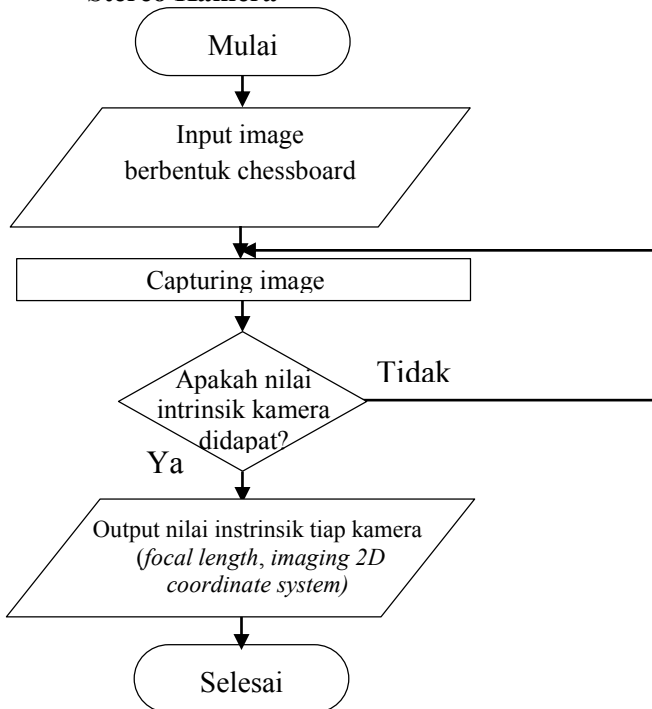 Stereo Kamera
Mulai
Input image
berbentuk chessboard
Capturing image
Apakah nilai
intrinsik kamera
didapat?
Tidak
Ya
Output nilai instrinsik tiap kamera
(focal length, imaging 2D
coordinate system)
Selesai